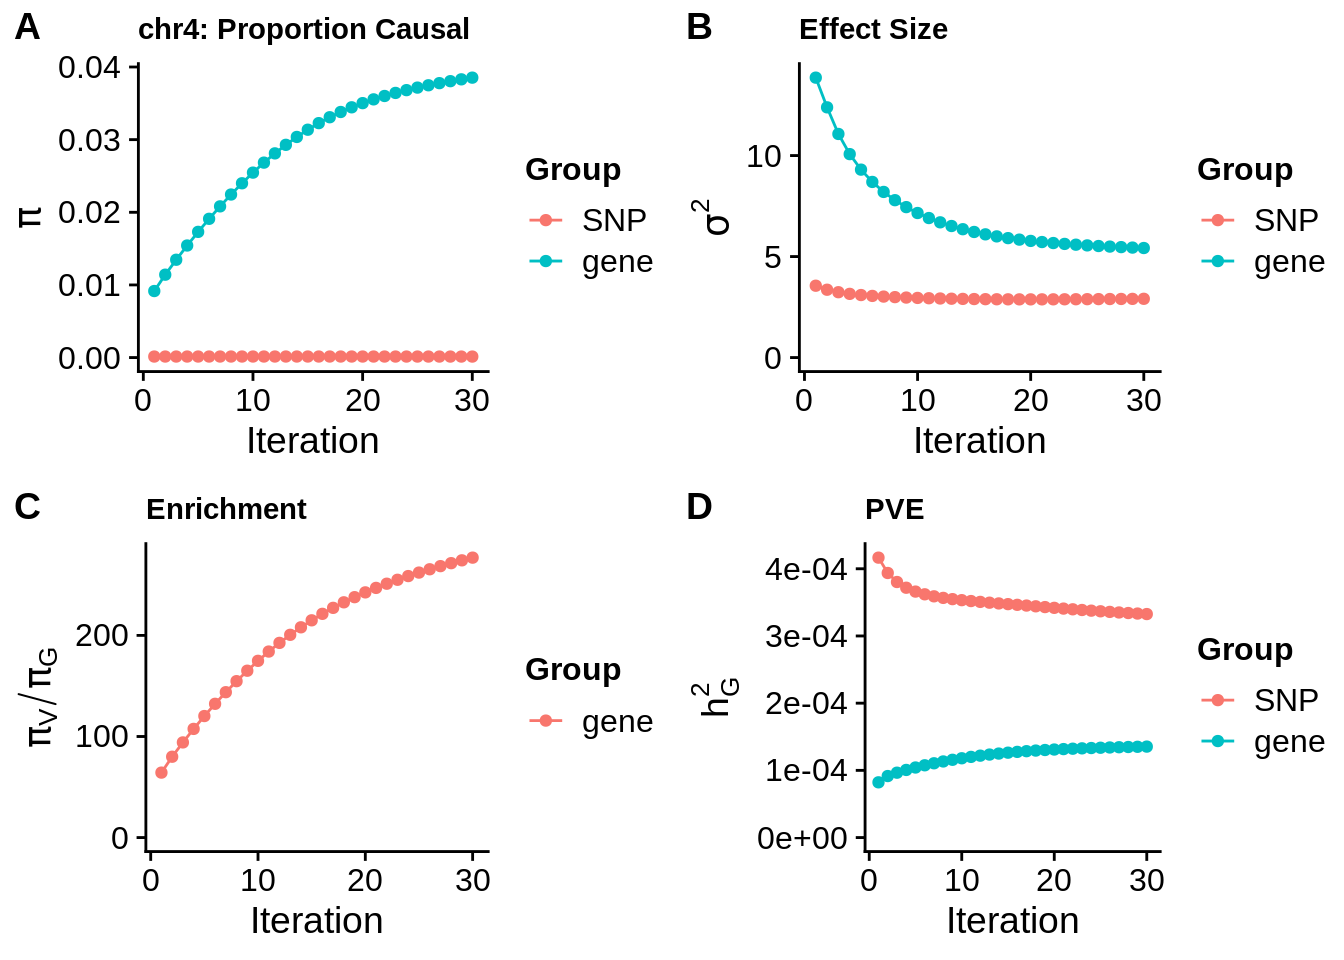 A
chr4: Proportion Causal
π
0.04
0.03
0.02
0.01
0.00
0 10 20 30
Iteration
Group
SNP
gene
B
Effect Size
σ²
10
5
0
0 10 20 30
Iteration
Group
SNP
gene
C
Enrichment
πV/πG
200
100
0
0 10 20 30
Iteration
Group
gene
D
PVE
h²G
4e-04
3e-04
2e-04
1e-04
0e+00
0 10 20 30
Iteration
Group
SNP
gene